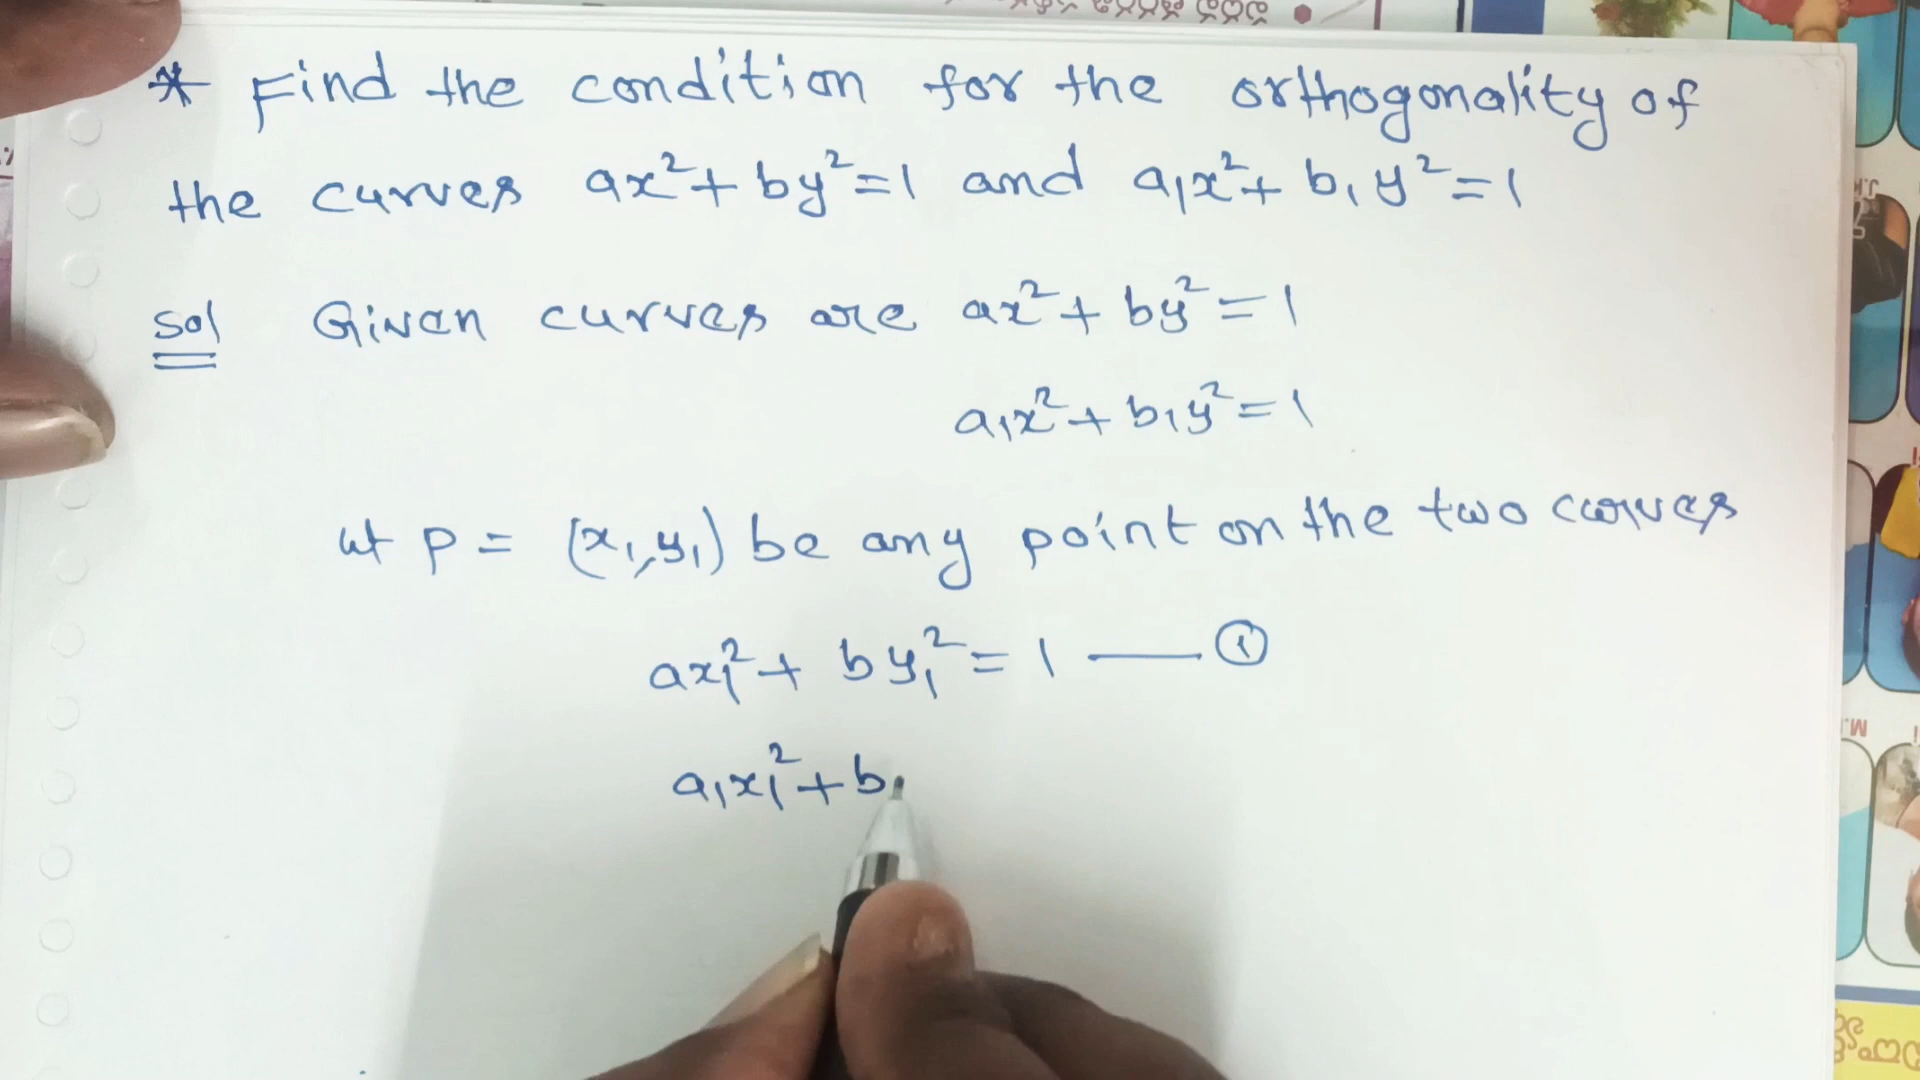 * Find the condition for the orthogonality of
the curves ax²+ by²=1 and a₁x²+ b₁y²=1
Sol Given curves are ax²+ by²=1
a₁x²+ b₁y²=1
let p = (x₁,y₁) be any point on the two curves
ax₁²+ by₁²=1 —— ①
a₁x₁²+b₁